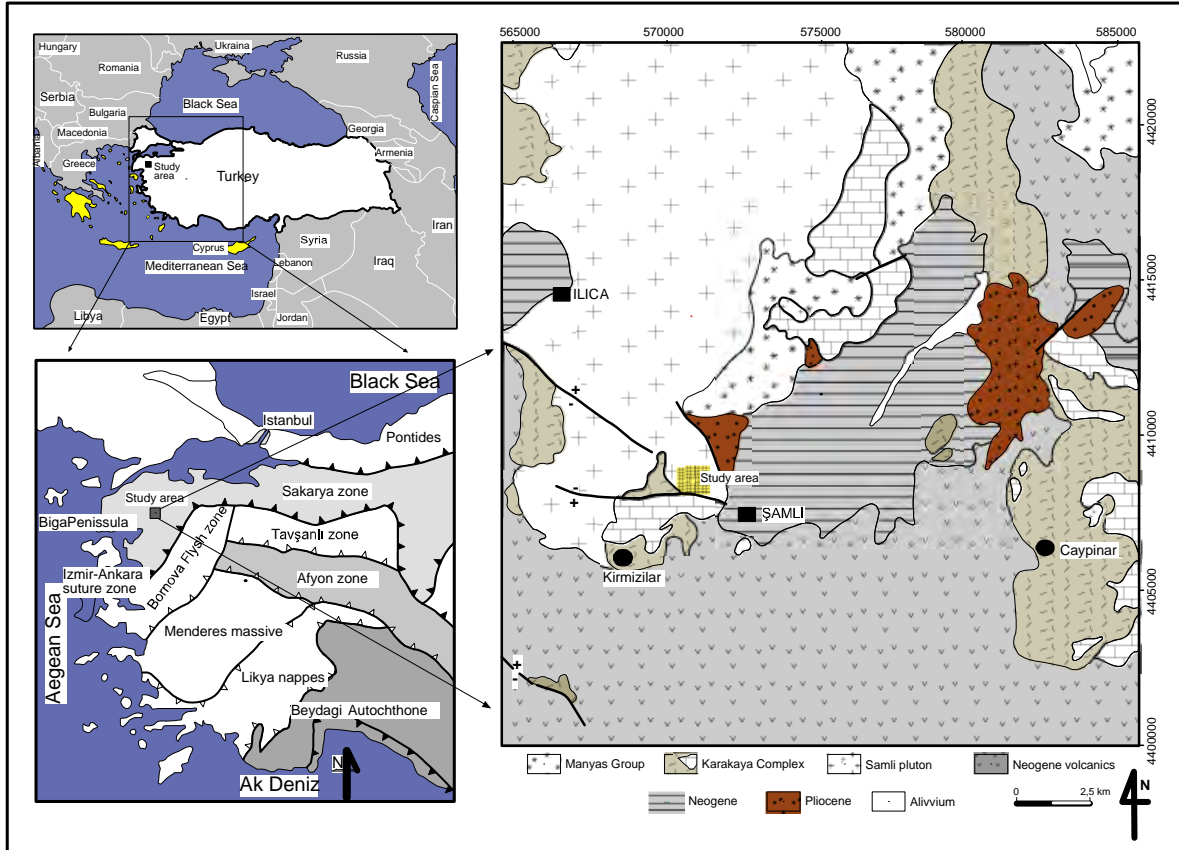 Hungary
Ukraine
Romania
Russia
Serbia
Black Sea
Caspian Sea
Bulgaria
Macedonia
Georgia
Albania
Armenia
Greece
Study
area
Turkey
Iran
Syria
Cyprus
Iraq
Mediterranean Sea
Lebanon
Israel
Libya
Egypt
Jordan
Black Sea
Istanbul
Pontides
Sakarya zone
Study area
BigaPenissula
Bornova Flysh zone
Tavşanlı zone
Izmir-Ankara
suture zone
Afyon zone
Aegean Sea
Menderes massive
Likya nappes
Beydagi Autochthone
Ak Deniz
N
565000 570000 575000 580000 585000
4420000
4415000
4410000
4405000
4400000
ILICA
+
-
Study area
-
+
ŞAMLI
Kirmizilar
Caypinar
+
-
Manyas Group
Karakaya Complex
Samli pluton
Neogene volcanics
Neogene
Pliocene
Alivvium
0 2,5 km
N